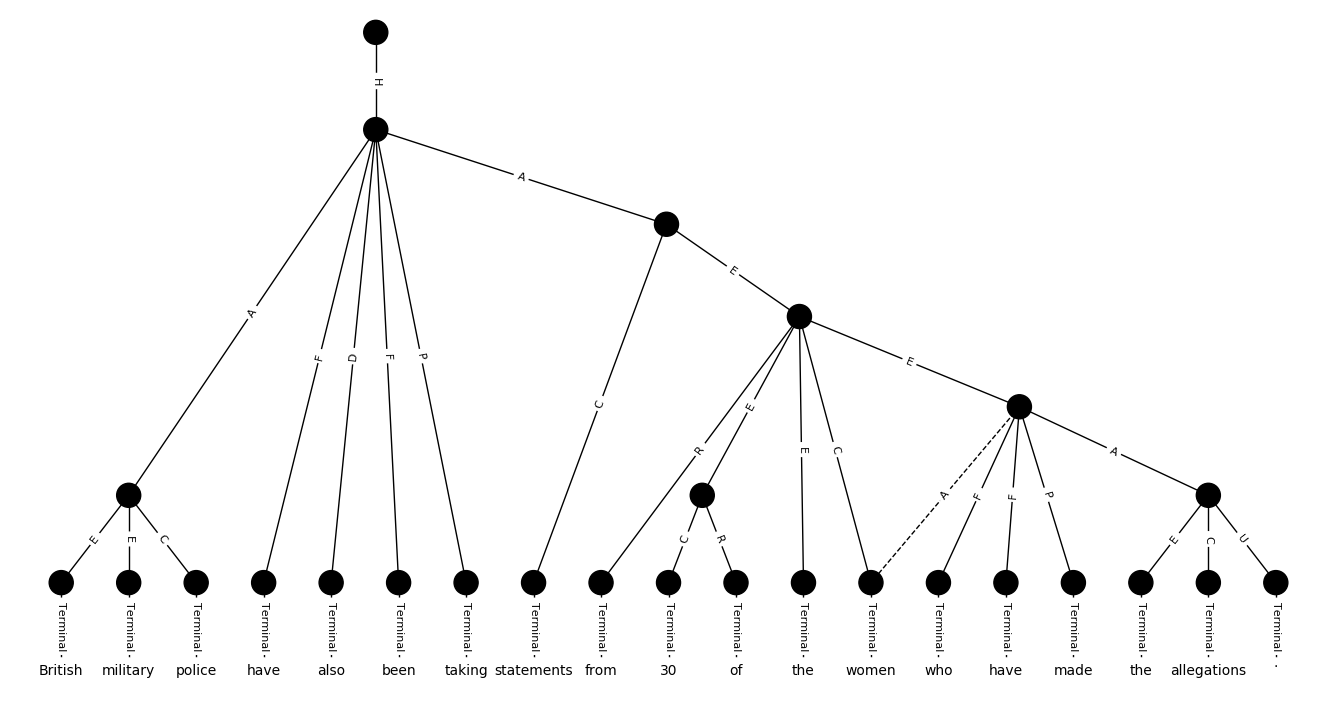 H
A
A
F
D
F
P
E
C
E
R
E
E
C
A
E
E
C
C
R
A
F
F
P
E
C
U
Terminal Terminal Terminal Terminal Terminal Terminal Terminal Terminal Terminal Terminal Terminal Terminal Terminal Terminal Terminal Terminal Terminal Terminal Terminal
British military police have also been taking statements from 30 of the women who have made the allegations .